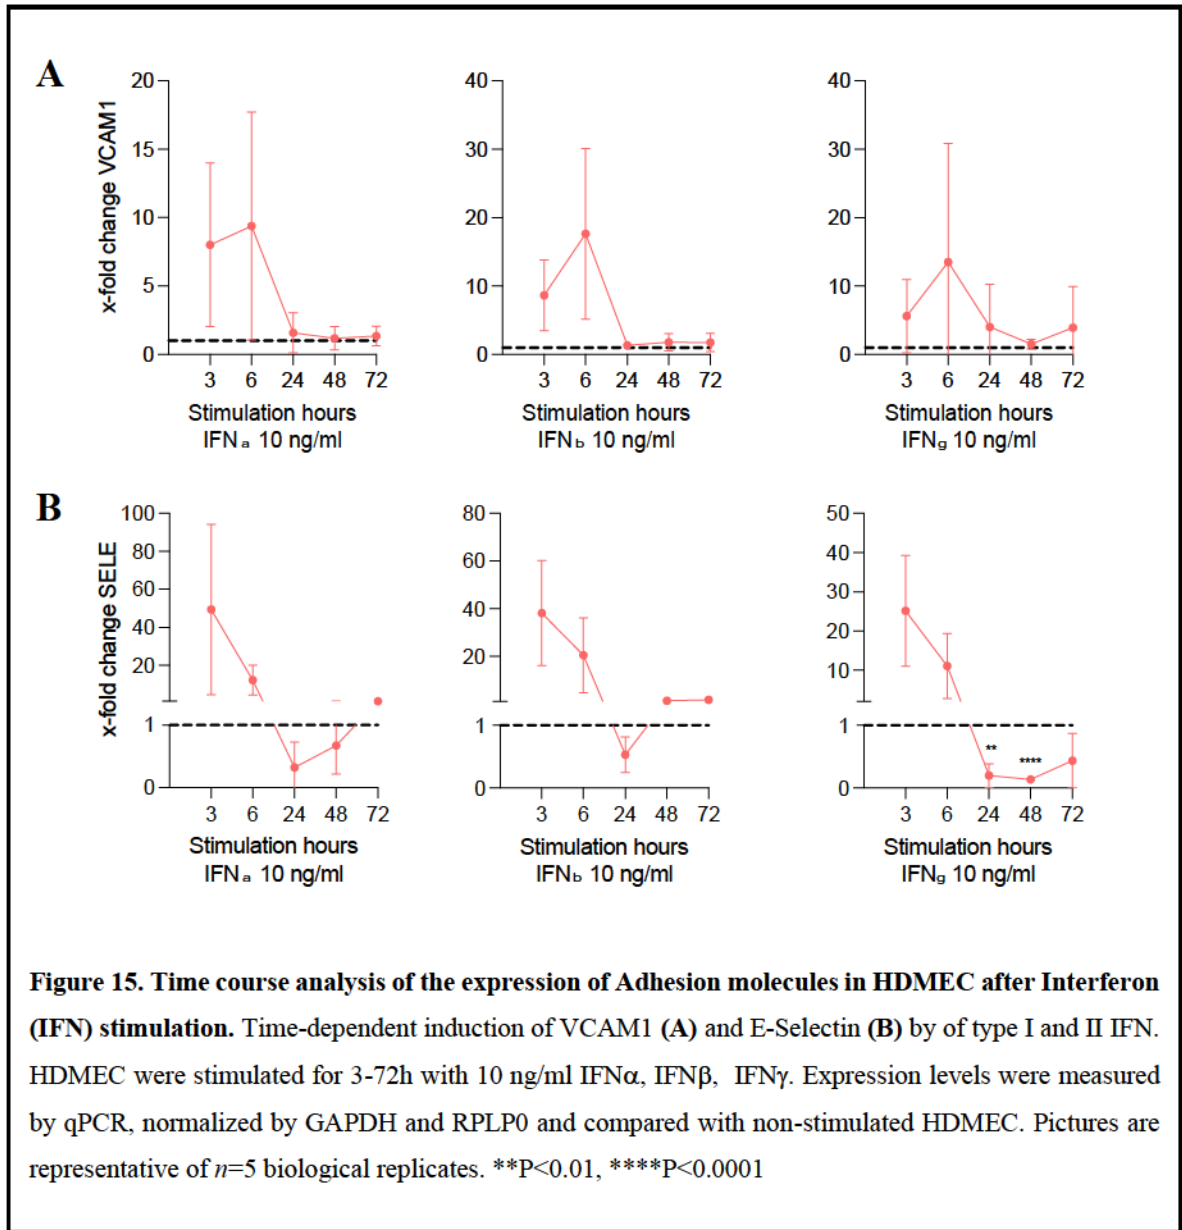 A
x-fold change VCAM1
20
15
10
5
0
3 6 24 48 72
Stimulation hours
IFNₐ 10 ng/ml
40
30
20
10
0
3 6 24 48 72
Stimulation hours
IFN_b 10 ng/ml
40
30
20
10
0
3 6 24 48 72
Stimulation hours
IFN_g 10 ng/ml
B
x-fold change SELE
100
80
60
40
20
1
0
3 6 24 48 72
Stimulation hours
IFNₐ 10 ng/ml
80
60
40
20
1
0
3 6 24 48 72
Stimulation hours
IFN_b 10 ng/ml
50
40
30
20
10
1
0
** ****
3 6 24 48 72
Stimulation hours
IFN_g 10 ng/ml
Figure 15. Time course analysis of the expression of Adhesion molecules in HDMEC after Interferon
(IFN) stimulation. Time-dependent induction of VCAM1 (A) and E-Selectin (B) by of type I and II IFN.
HDMEC were stimulated for 3-72h with 10 ng/ml IFNα, IFNβ, IFNγ. Expression levels were measured
by qPCR, normalized by GAPDH and RPLP0 and compared with non-stimulated HDMEC. Pictures are
representative of n=5 biological replicates. **P<0.01, ****P<0.0001